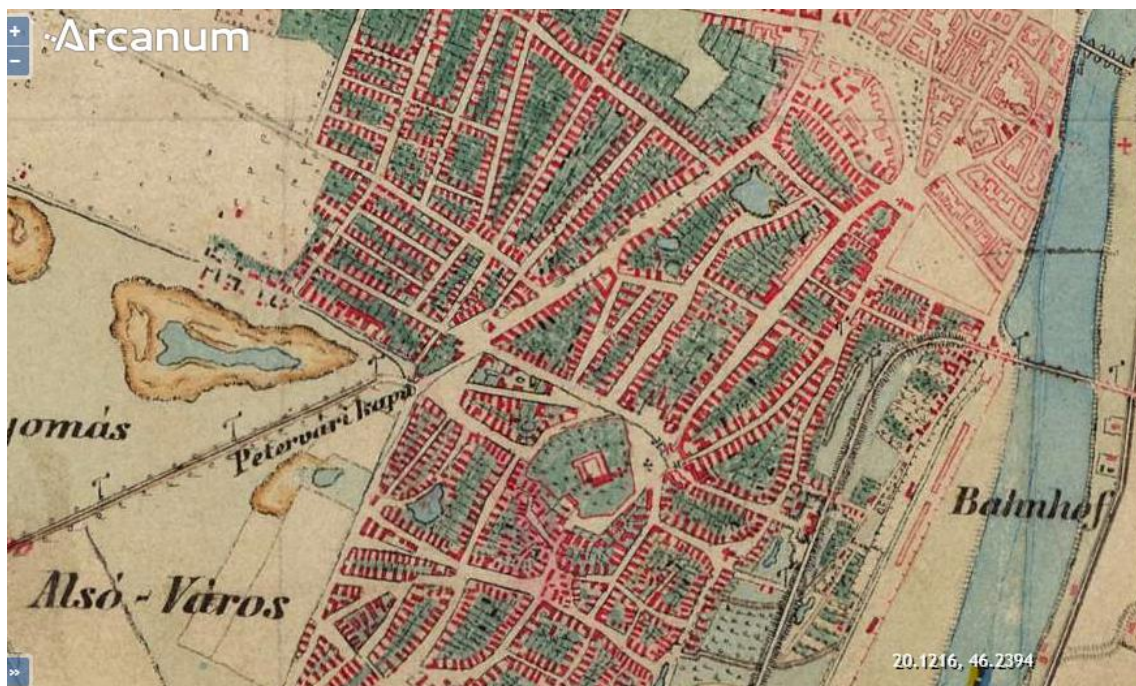 +
Arcanum
−
yomás
Pétervári kapu
Bahnhof
Alsó-Város
»
20.1216, 46.2394